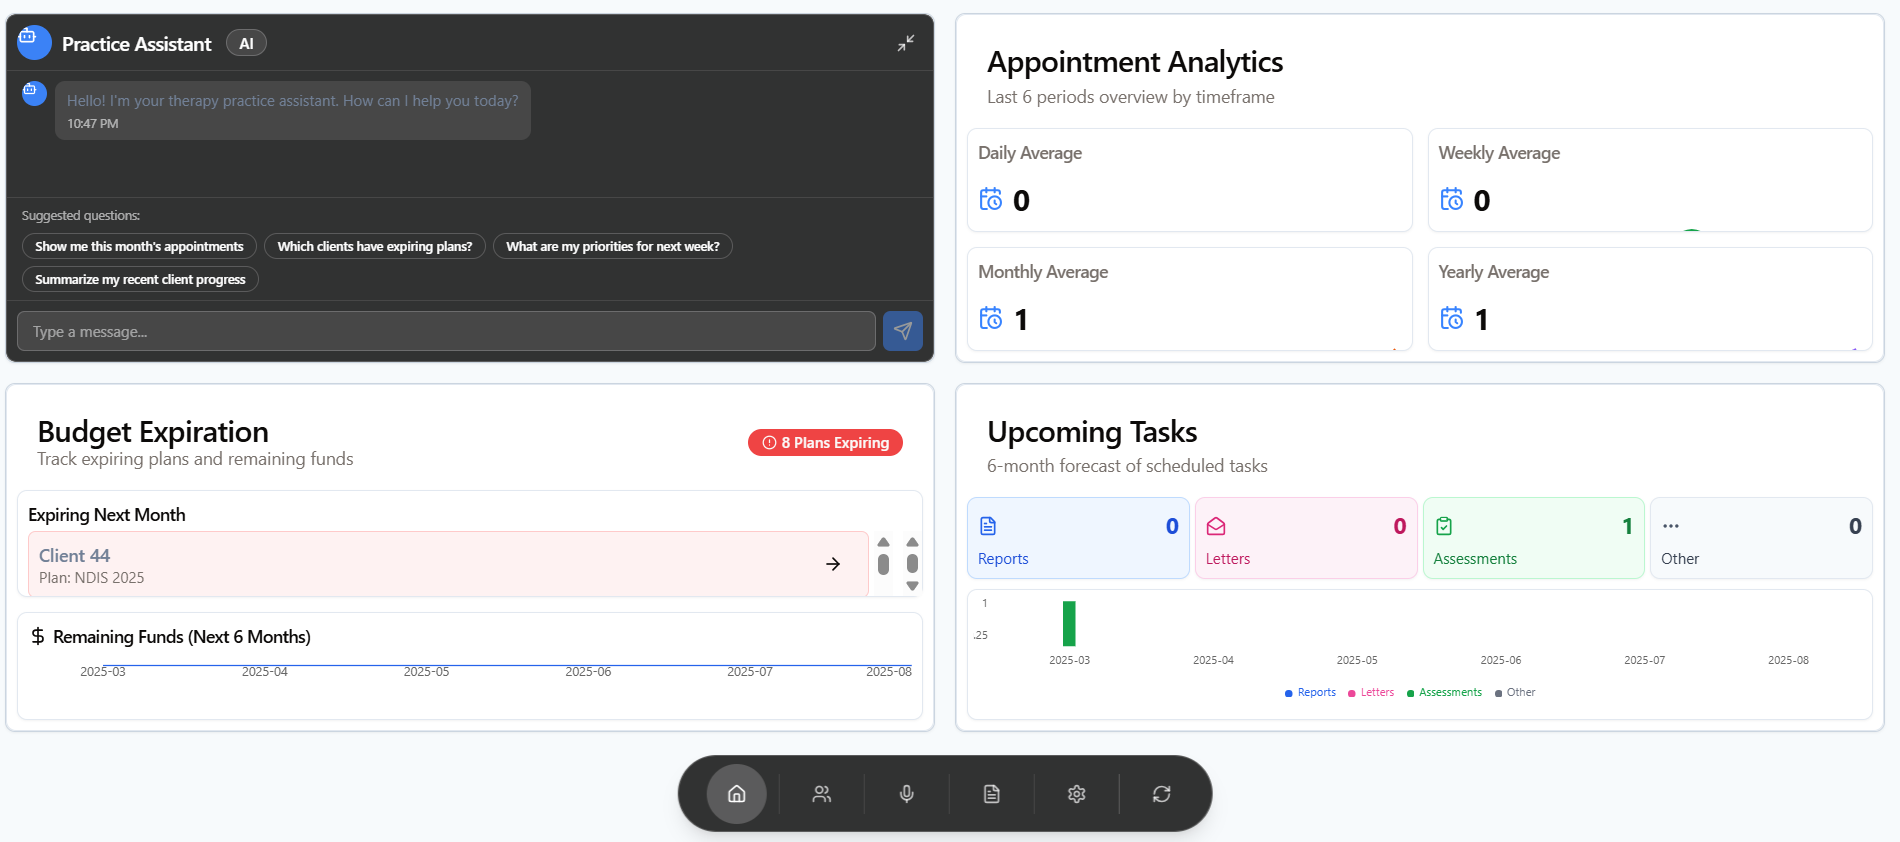 Practice Assistant AI
Hello! I'm your therapy practice assistant. How can I help you today?
10:47 PM
Suggested questions:
Show me this month's appointments
Which clients have expiring plans?
What are my priorities for next week?
Summarize my recent client progress
Type a message...
Appointment Analytics
Last 6 periods overview by timeframe
Daily Average
0
Weekly Average
0
Monthly Average
1
Yearly Average
1
Budget Expiration
Track expiring plans and remaining funds
8 Plans Expiring
Expiring Next Month
Client 44
Plan: NDIS 2025
$ Remaining Funds (Next 6 Months)
2025-03 2025-04 2025-05 2025-06 2025-07 2025-08
Upcoming Tasks
6-month forecast of scheduled tasks
0
Reports
0
Letters
1
Assessments
0
Other
1
.25
2025-03 2025-04 2025-05 2025-06 2025-07 2025-08
Reports Letters Assessments Other